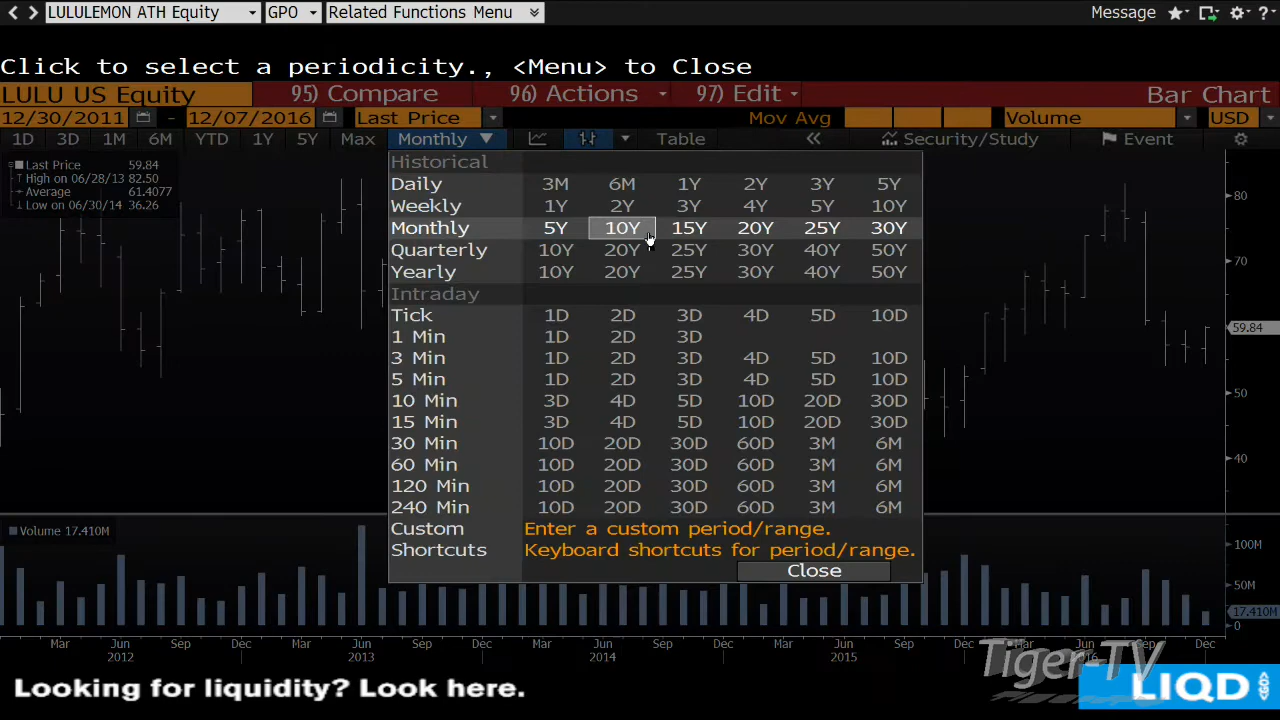 LULULEMON ATH Equity GPO Related Functions Menu Message ?
Click to select a periodicity., <Menu> to Close
LULU US Equity 95) Compare 96) Actions 97) Edit Bar Chart
12/30/2011 - 12/07/2016 Last Price Mov Avg Volume USD
1D 3D 1M 6M YTD 1Y 5Y Max Monthly ▼ Table « Security/Study Event
Last Price 59.84
High on 06/28/13 82.50
Average 61.4077
Low on 06/30/14 36.26
Historical
Daily 3M 6M 1Y 2Y 3Y 5Y
Weekly 1Y 2Y 3Y 4Y 5Y 10Y
Monthly 5Y 10Y 15Y 20Y 25Y 30Y
Quarterly 10Y 20Y 25Y 30Y 40Y 50Y
Yearly 10Y 20Y 25Y 30Y 40Y 50Y
Intraday
Tick 1D 2D 3D 4D 5D 10D
1 Min 1D 2D 3D
3 Min 1D 2D 3D 4D 5D 10D
5 Min 1D 2D 3D 4D 5D 10D
10 Min 3D 4D 5D 10D 20D 30D
15 Min 3D 4D 5D 10D 20D 30D
30 Min 10D 20D 30D 60D 3M 6M
60 Min 10D 20D 30D 60D 3M 6M
120 Min 10D 20D 30D 60D 3M 6M
240 Min 10D 20D 30D 60D 3M 6M
Custom Enter a custom period/range.
Shortcuts Keyboard shortcuts for period/range.
Close
80
70
59.84
50
40
Volume 17.410M
100M
50M
17.410M
0
Mar Jun Sep Dec Mar Jun Sep Dec Mar Jun Sep Dec Mar Jun Sep Dec Mar Jun Sep Dec
2012 2013 2014 2015 2016
Tiger-TV
Looking for liquidity? Look here.
LIQD